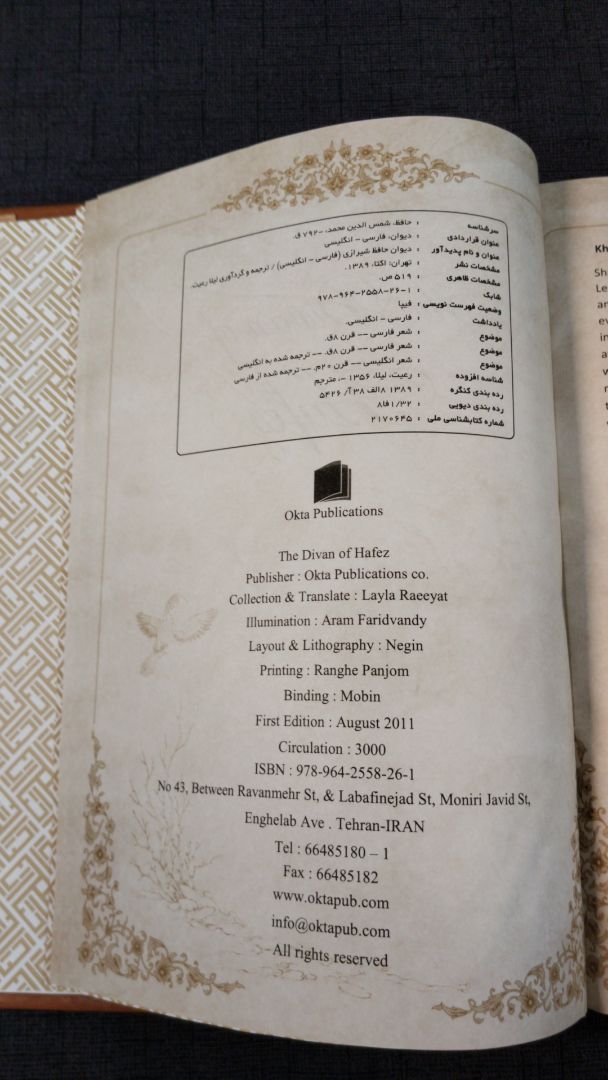 سرشناسه : حافظ، شمس الدین محمد، -۷۹۲ ق.
عنوان قراردادی : دیوان، فارسی - انگلیسی
عنوان و نام پدیدآور : دیوان حافظ شیرازی (فارسی - انگلیسی) / ترجمه و گردآوری لیلا رعیت.
مشخصات نشر : تهران: اکتا، ۱۳۸۹.
مشخصات ظاهری : ۵۱۹ ص.
شابک : ۹۷۸-۹۶۴-۲۵۵۸-۲۶-۱
وضعیت فهرست نویسی : فیپا
یادداشت : فارسی - انگلیسی.
موضوع : شعر فارسی -- قرن ۸ق.
موضوع : شعر فارسی -- قرن ۸ق. -- ترجمه شده به انگلیسی
موضوع : شعر انگلیسی -- قرن ۲۰م. -- ترجمه شده از فارسی
شناسه افزوده : رعیت، لیلا، ۱۳۵۶ -، مترجم
رده بندی کنگره : ۱۳۸۹ ۸الف ۳۸آ/ ۵۴۲۶
رده بندی دیویی : ۸فا۱/۳۲
شماره کتابشناسی ملی : ۲۱۷۰۶۴۵
Okta Publications
The Divan of Hafez
Publisher : Okta Publications co.
Collection & Translate : Layla Raeeyat
Illumination : Aram Faridvandy
Layout & Lithography : Negin
Printing : Ranghe Panjom
Binding : Mobin
First Edition : August 2011
Circulation : 3000
ISBN : 978-964-2558-26-1
No 43, Between Ravanmehr St, & Labafinejad St, Moniri Javid St,
Enghelab Ave . Tehran-IRAN
Tel : 66485180 – 1
Fax : 66485182
www.oktapub.com
info@oktapub.com
All rights reserved